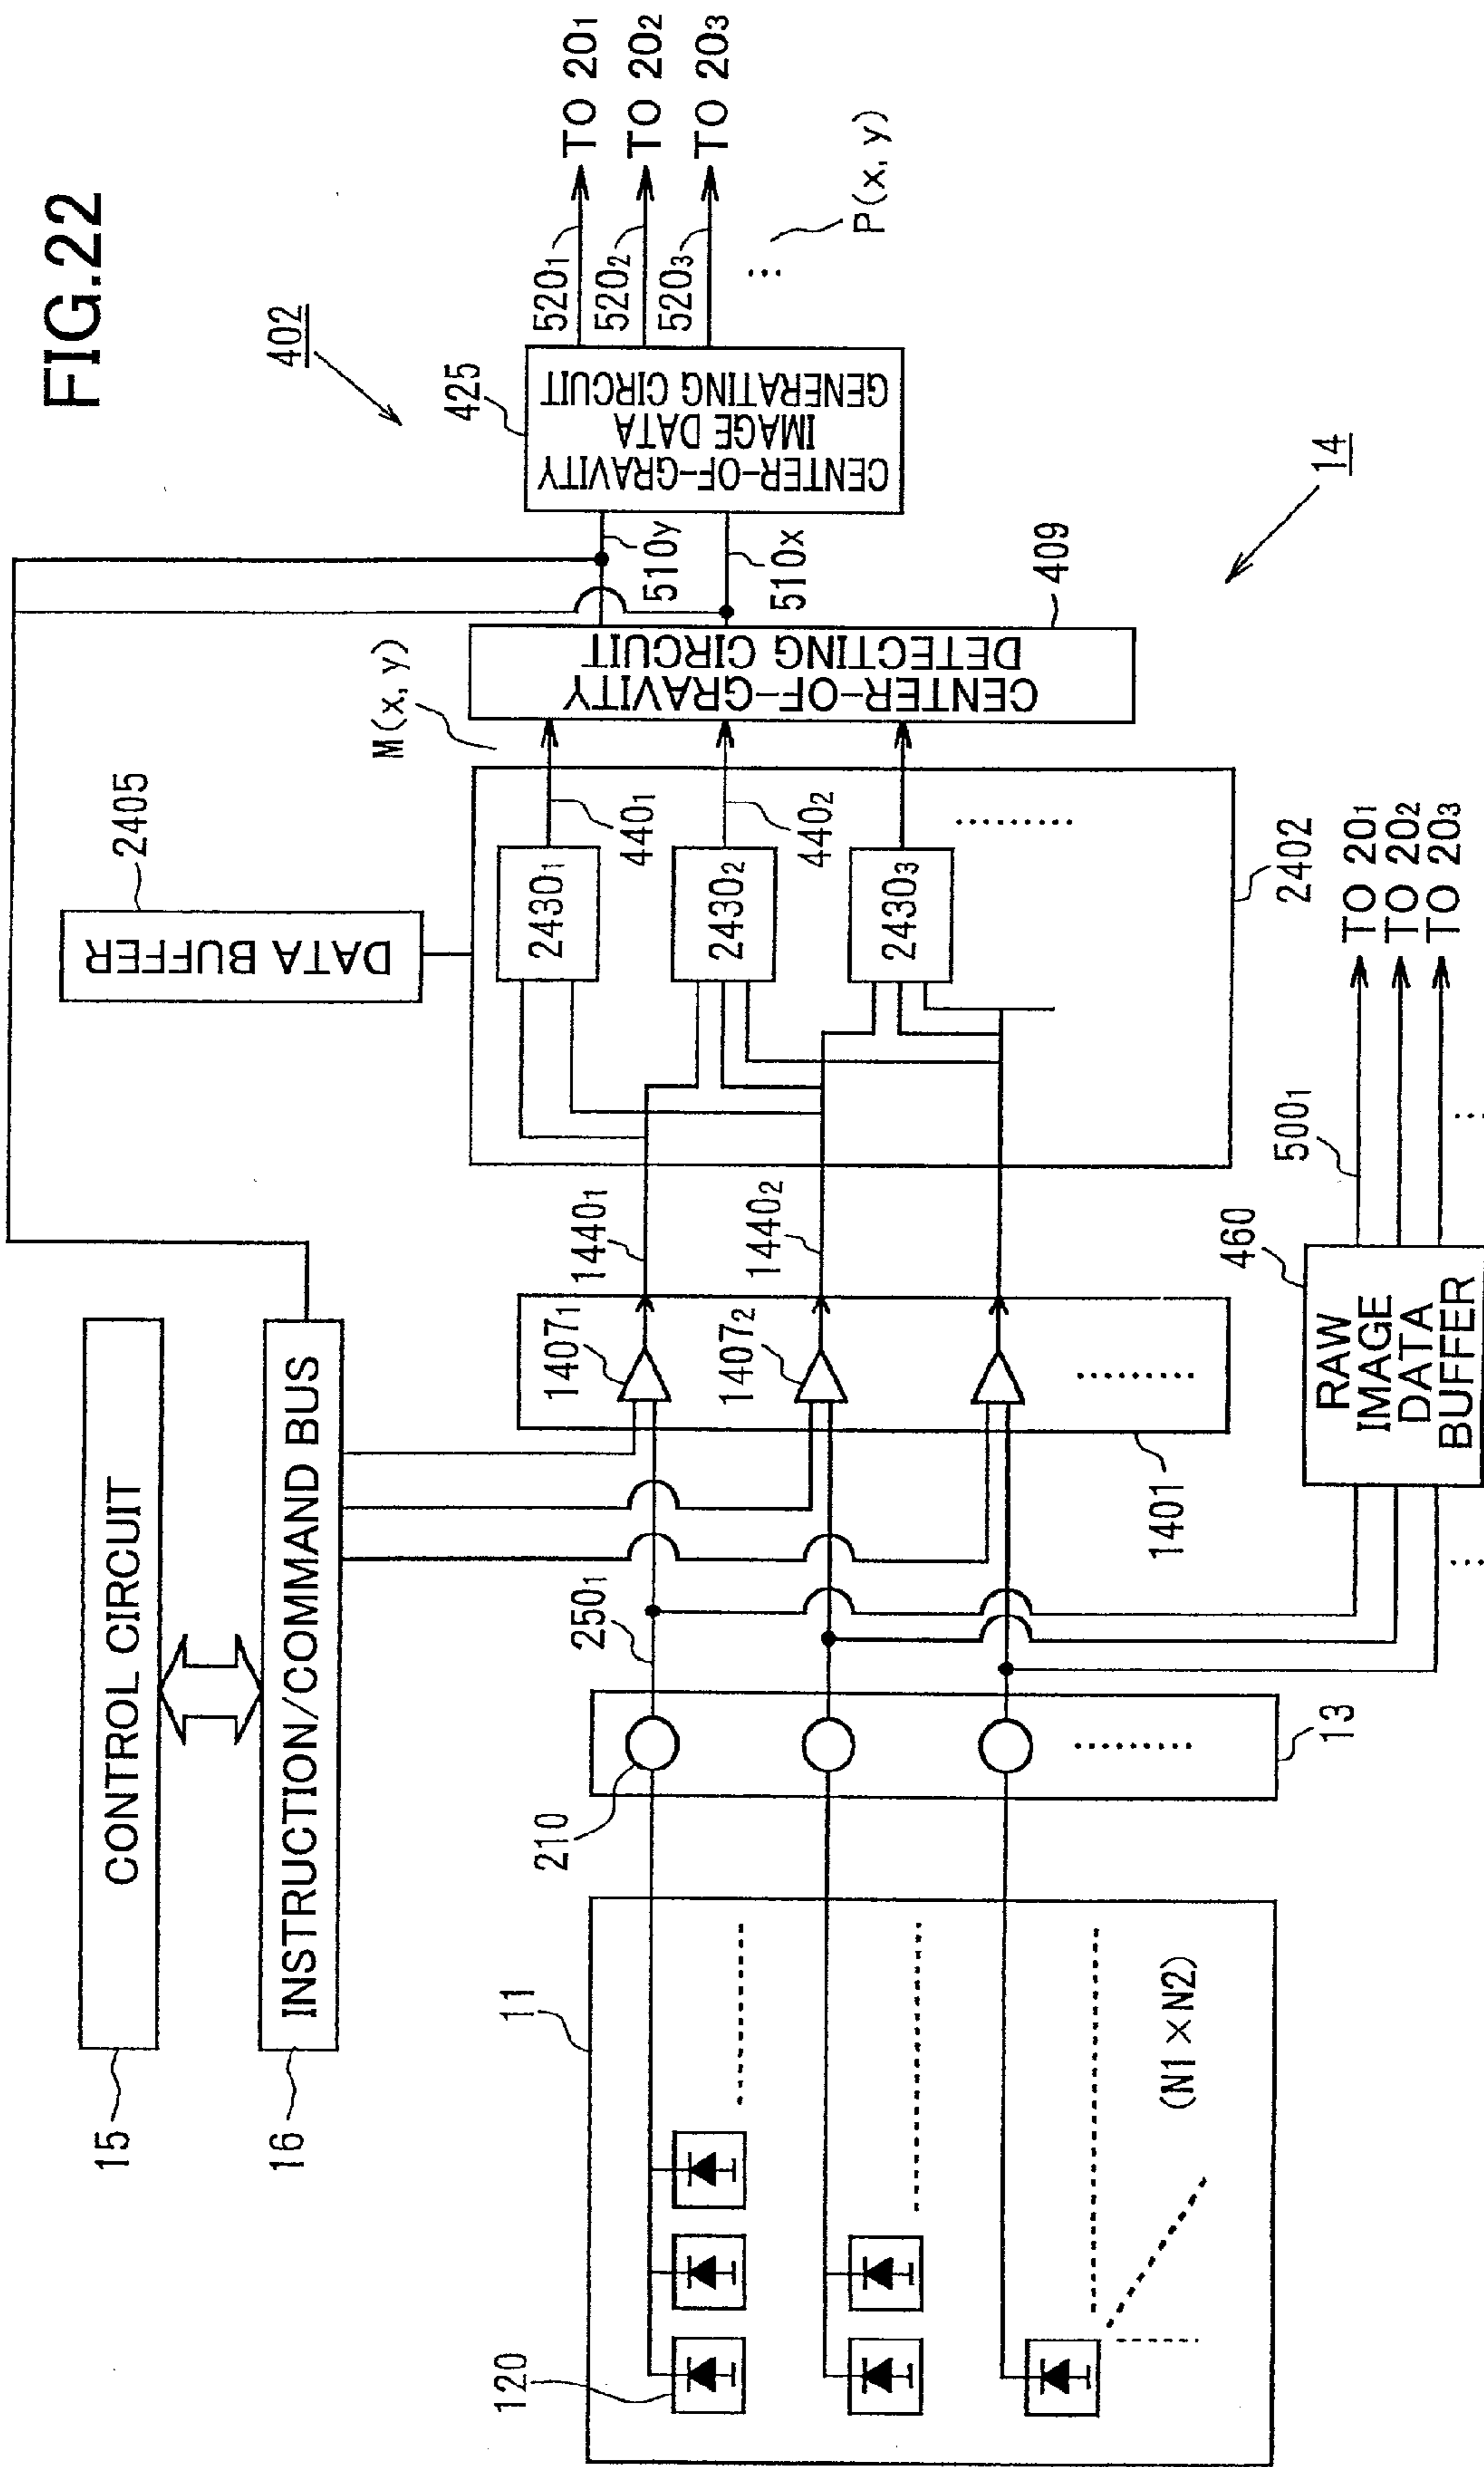 FIG.22
15
CONTROL CIRCUIT
16
INSTRUCTION/COMMAND BUS
2405
DATA BUFFER
402
425
CENTER-OF-GRAVITY
IMAGE DATA
GENERATING CIRCUIT
520₁
TO 20₁
520₂
TO 20₂
520₃
TO 20₃
P(x, y)
510y
510x
M(x, y)
CENTER-OF-GRAVITY
DETECTING CIRCUIT
409
14
2430₁
440₁
2430₂
440₂
2430₃
2402
1440₁
1440₂
1407₁
1407₂
1401
250₁
210
13
11
120
(N1×N2)
460
RAW
IMAGE
DATA
BUFFER
500₁
TO 20₁
TO 20₂
TO 20₃